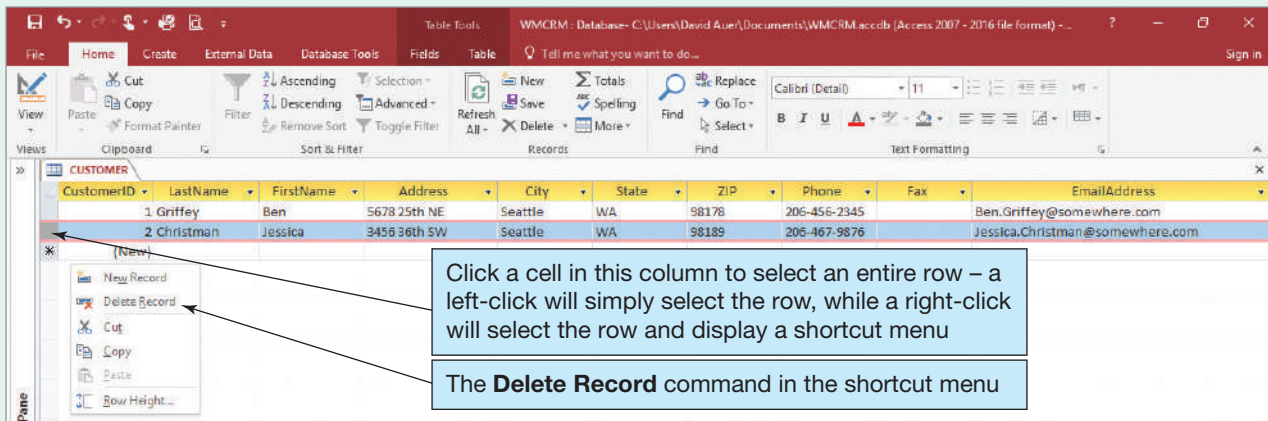 Table Tools WMCRM : Database- C:\Users\David Auer\Documents\WMCRM.accdb (Access 2007 - 2016 file format) -... ?
File Home Create External Data Database Tools Fields Table Tell me what you want to do... Sign in
View
Paste
Cut
Copy
Format Painter
Filter
Ascending
Descending
Remove Sort
Selection
Advanced
Toggle Filter
Refresh
All
New
Save
Delete
Totals
Spelling
More
Find
Replace
Go To
Select
Calibri (Detail) 11
B I U A
Views Clipboard Sort & Filter Records Find Text Formatting
» CUSTOMER
CustomerID LastName FirstName Address City State ZIP Phone Fax EmailAddress
1 Griffey Ben 5678 25th NE Seattle WA 98178 206-456-2345 Ben.Griffey@somewhere.com
2 Christman Jessica 3456 36th SW Seattle WA 98189 206-467-9876 Jessica.Christman@somewhere.com
* (New)
New Record
Delete Record
Cut
Copy
Paste
Row Height...
Click a cell in this column to select an entire row – a
left-click will simply select the row, while a right-click
will select the row and display a shortcut menu
The Delete Record command in the shortcut menu
Pane